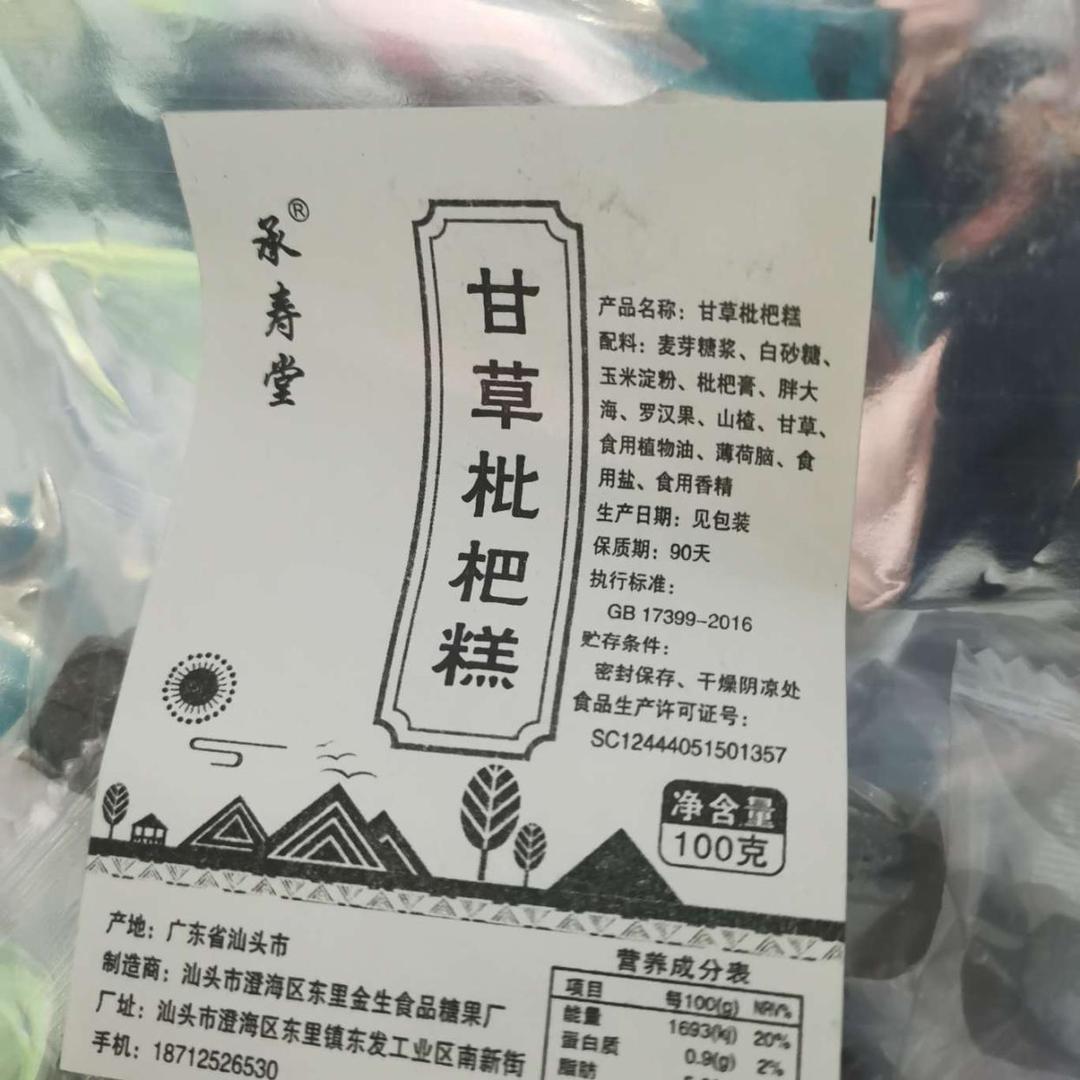 承寿堂®
甘草枇杷糕
产品名称：甘草枇杷糕
配料：麦芽糖浆、白砂糖、
玉米淀粉、枇杷膏、胖大
海、罗汉果、山楂、甘草、
食用植物油、薄荷脑、食
用盐、食用香精
生产日期：见包装
保质期：90天
执行标准：
GB 17399-2016
贮存条件：
密封保存、干燥阴凉处
食品生产许可证号：
SC12444051501357
净含量
100克
产地：广东省汕头市
制造商：汕头市澄海区东里金生食品糖果厂
厂址：汕头市澄海区东里镇东发工业区南新街
手机：18712526530
营养成分表
项目 每100(g) NRV%
能量 1693(kj) 20%
蛋白质 0.9(g) 2%
脂肪